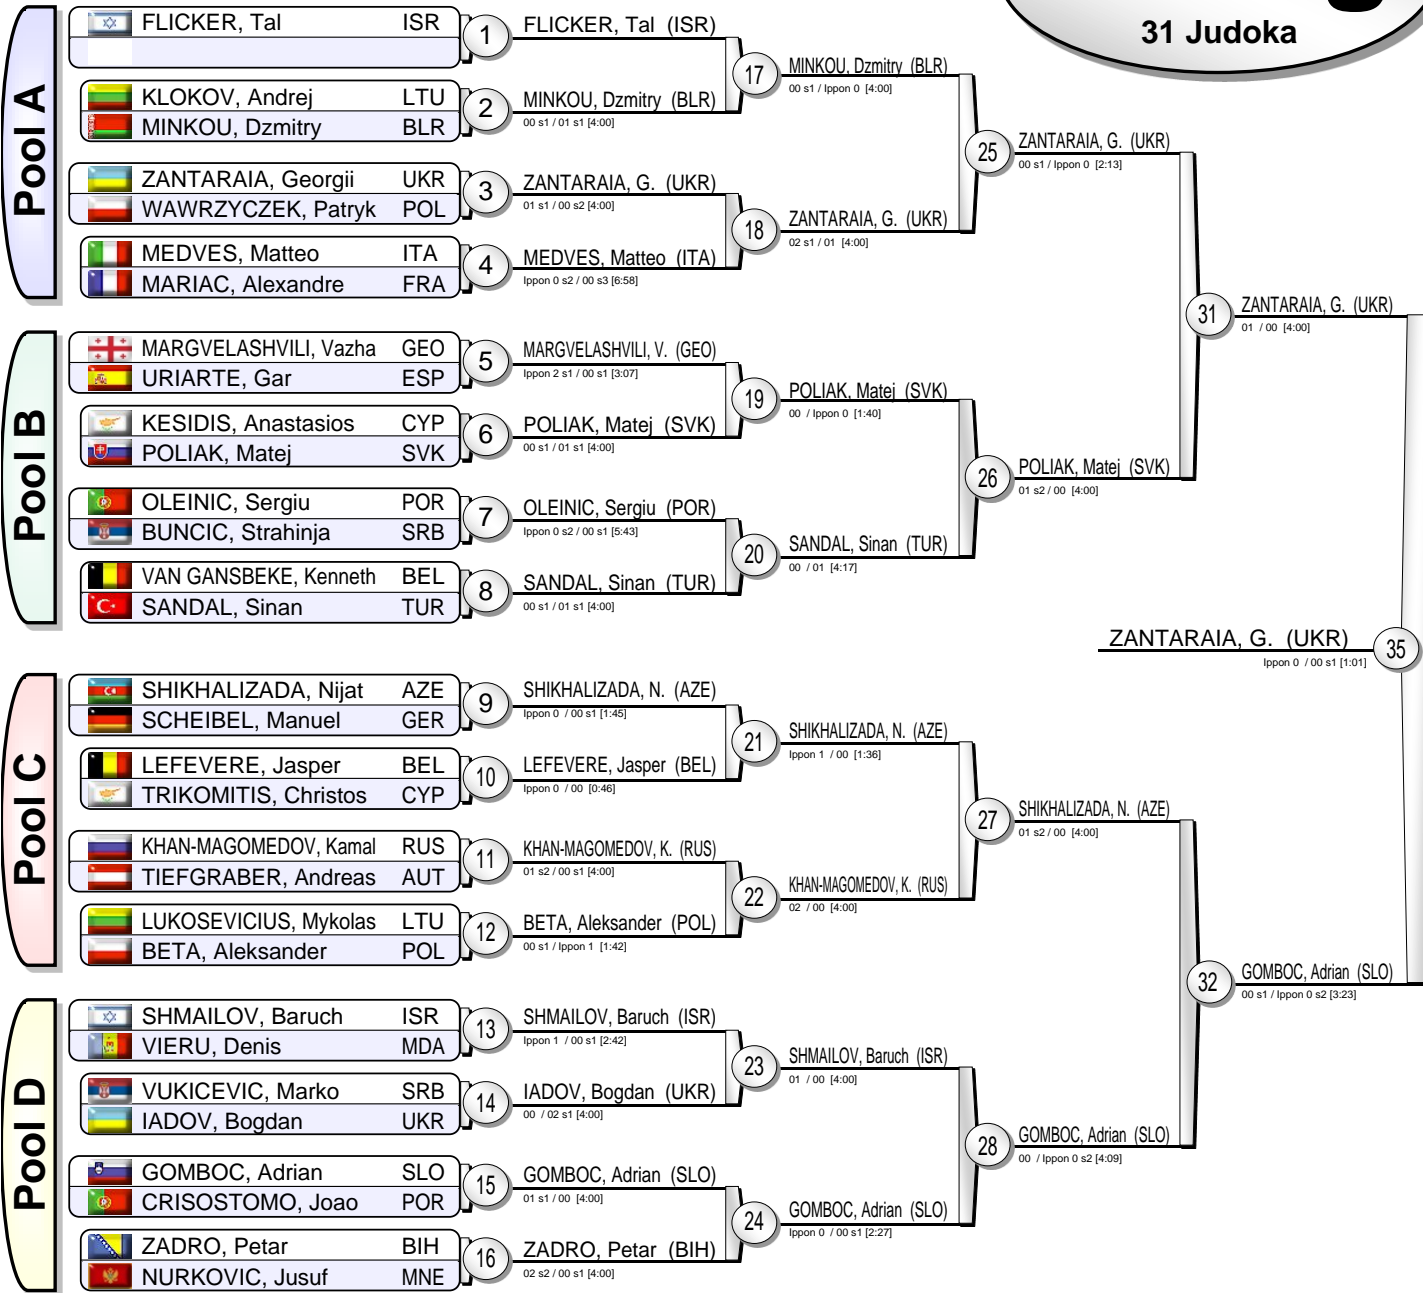 31 Judoka
Pool A
FLICKER, Tal ISR
1
KLOKOV, Andrej LTU
MINKOU, Dzmitry BLR
2
ZANTARAIA, Georgii UKR
WAWRZYCZEK, Patryk POL
3
MEDVES, Matteo ITA
MARIAC, Alexandre FRA
4
Pool B
MARGVELASHVILI, Vazha GEO
URIARTE, Gar ESP
5
KESIDIS, Anastasios CYP
POLIAK, Matej SVK
6
OLEINIC, Sergiu POR
BUNCIC, Strahinja SRB
7
VAN GANSBEKE, Kenneth BEL
SANDAL, Sinan TUR
8
Pool C
SHIKHALIZADA, Nijat AZE
SCHEIBEL, Manuel GER
9
LEFEVERE, Jasper BEL
TRIKOMITIS, Christos CYP
10
KHAN-MAGOMEDOV, Kamal RUS
TIEFGRABER, Andreas AUT
11
LUKOSEVICIUS, Mykolas LTU
BETA, Aleksander POL
12
Pool D
SHMAILOV, Baruch ISR
VIERU, Denis MDA
13
VUKICEVIC, Marko SRB
IADOV, Bogdan UKR
14
GOMBOC, Adrian SLO
CRISOSTOMO, Joao POR
15
ZADRO, Petar BIH
NURKOVIC, Jusuf MNE
16
FLICKER, Tal (ISR)
MINKOU, Dzmitry (BLR)
00 s1 / 01 s1 [4:00]
17
ZANTARAIA, G. (UKR)
01 s1 / 00 s2 [4:00]
MEDVES, Matteo (ITA)
Ippon 0 s2 / 00 s3 [6:58]
18
MARGVELASHVILI, V. (GEO)
Ippon 2 s1 / 00 s1 [3:07]
POLIAK, Matej (SVK)
00 s1 / 01 s1 [4:00]
19
OLEINIC, Sergiu (POR)
Ippon 0 s2 / 00 s1 [5:43]
SANDAL, Sinan (TUR)
00 s1 / 01 s1 [4:00]
20
SHIKHALIZADA, N. (AZE)
Ippon 0 / 00 s1 [1:45]
LEFEVERE, Jasper (BEL)
Ippon 0 / 00 [0:46]
21
KHAN-MAGOMEDOV, K. (RUS)
01 s2 / 00 s1 [4:00]
BETA, Aleksander (POL)
00 s1 / Ippon 1 [1:42]
22
SHMAILOV, Baruch (ISR)
Ippon 1 / 00 s1 [2:42]
IADOV, Bogdan (UKR)
00 / 02 s1 [4:00]
23
GOMBOC, Adrian (SLO)
01 s1 / 00 [4:00]
ZADRO, Petar (BIH)
02 s2 / 00 s1 [4:00]
24
MINKOU, Dzmitry (BLR)
00 s1 / Ippon 0 [4:00]
ZANTARAIA, G. (UKR)
02 s1 / 01 [4:00]
25
POLIAK, Matej (SVK)
00 / Ippon 0 [1:40]
SANDAL, Sinan (TUR)
00 / 01 [4:17]
26
SHIKHALIZADA, N. (AZE)
Ippon 1 / 00 [1:36]
KHAN-MAGOMEDOV, K. (RUS)
02 / 00 [4:00]
27
SHMAILOV, Baruch (ISR)
01 / 00 [4:00]
GOMBOC, Adrian (SLO)
Ippon 0 / 00 s1 [2:27]
28
ZANTARAIA, G. (UKR)
00 s1 / Ippon 0 [2:13]
POLIAK, Matej (SVK)
01 s2 / 00 [4:00]
31
SHIKHALIZADA, N. (AZE)
01 s2 / 00 [4:00]
GOMBOC, Adrian (SLO)
00 / Ippon 0 s2 [4:09]
32
ZANTARAIA, G. (UKR)
01 / 00 [4:00]
GOMBOC, Adrian (SLO)
00 s1 / Ippon 0 s2 [3:23]
ZANTARAIA, G. (UKR)
Ippon 0 / 00 s1 [1:01]
35